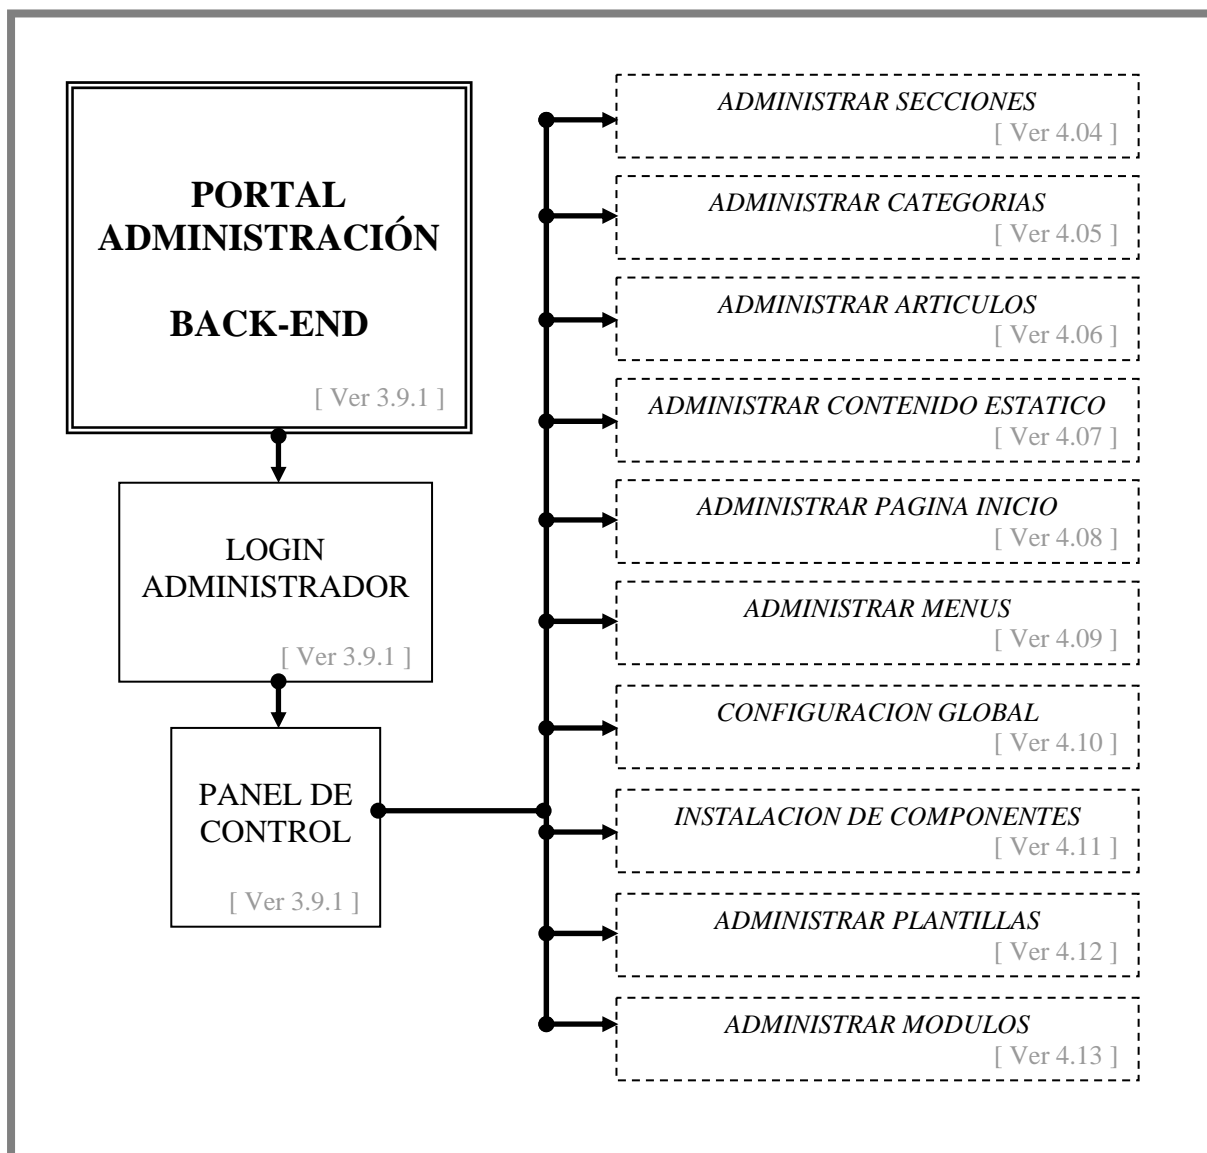 PORTAL
ADMINISTRACIÓN
BACK-END
[ Ver 3.9.1 ]
LOGIN
ADMINISTRADOR
[ Ver 3.9.1 ]
PANEL DE
CONTROL
[ Ver 3.9.1 ]
ADMINISTRAR SECCIONES
[ Ver 4.04 ]
ADMINISTRAR CATEGORIAS
[ Ver 4.05 ]
ADMINISTRAR ARTICULOS
[ Ver 4.06 ]
ADMINISTRAR CONTENIDO ESTATICO
[ Ver 4.07 ]
ADMINISTRAR PAGINA INICIO
[ Ver 4.08 ]
ADMINISTRAR MENUS
[ Ver 4.09 ]
CONFIGURACION GLOBAL
[ Ver 4.10 ]
INSTALACION DE COMPONENTES
[ Ver 4.11 ]
ADMINISTRAR PLANTILLAS
[ Ver 4.12 ]
ADMINISTRAR MODULOS
[ Ver 4.13 ]